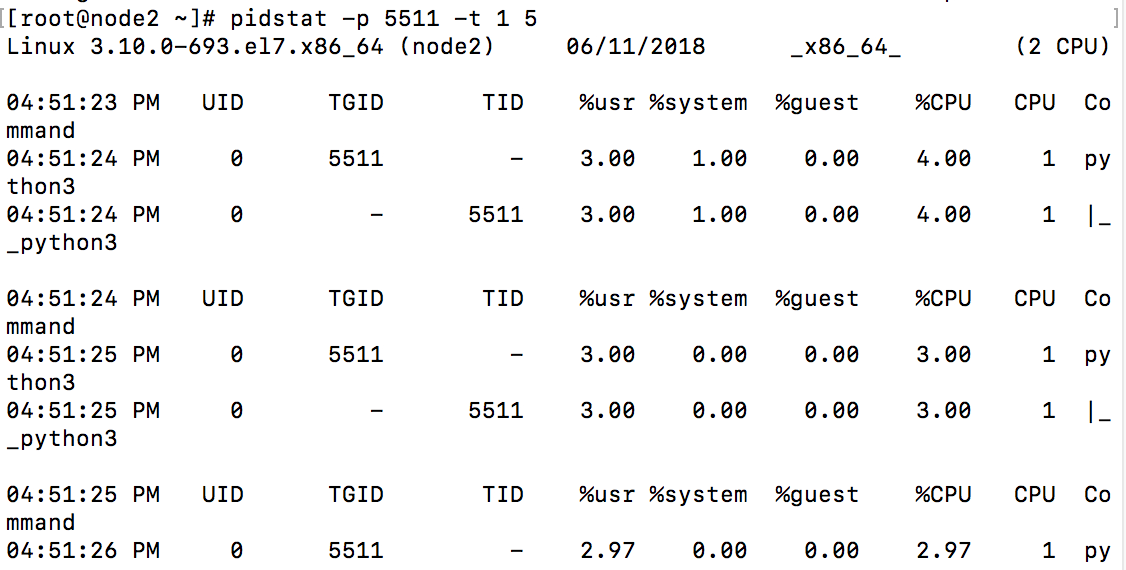 [[root@node2 ~]# pidstat -p 5511 -t 1 5 ]
Linux 3.10.0-693.el7.x86_64 (node2) 06/11/2018 _x86_64_ (2 CPU)
04:51:23 PM UID TGID TID %usr %system %guest %CPU CPU Co
mmand
04:51:24 PM 0 5511 - 3.00 1.00 0.00 4.00 1 py
thon3
04:51:24 PM 0 - 5511 3.00 1.00 0.00 4.00 1 |_
_python3
04:51:24 PM UID TGID TID %usr %system %guest %CPU CPU Co
mmand
04:51:25 PM 0 5511 - 3.00 0.00 0.00 3.00 1 py
thon3
04:51:25 PM 0 - 5511 3.00 0.00 0.00 3.00 1 |_
_python3
04:51:25 PM UID TGID TID %usr %system %guest %CPU CPU Co
mmand
04:51:26 PM 0 5511 - 2.97 0.00 0.00 2.97 1 py